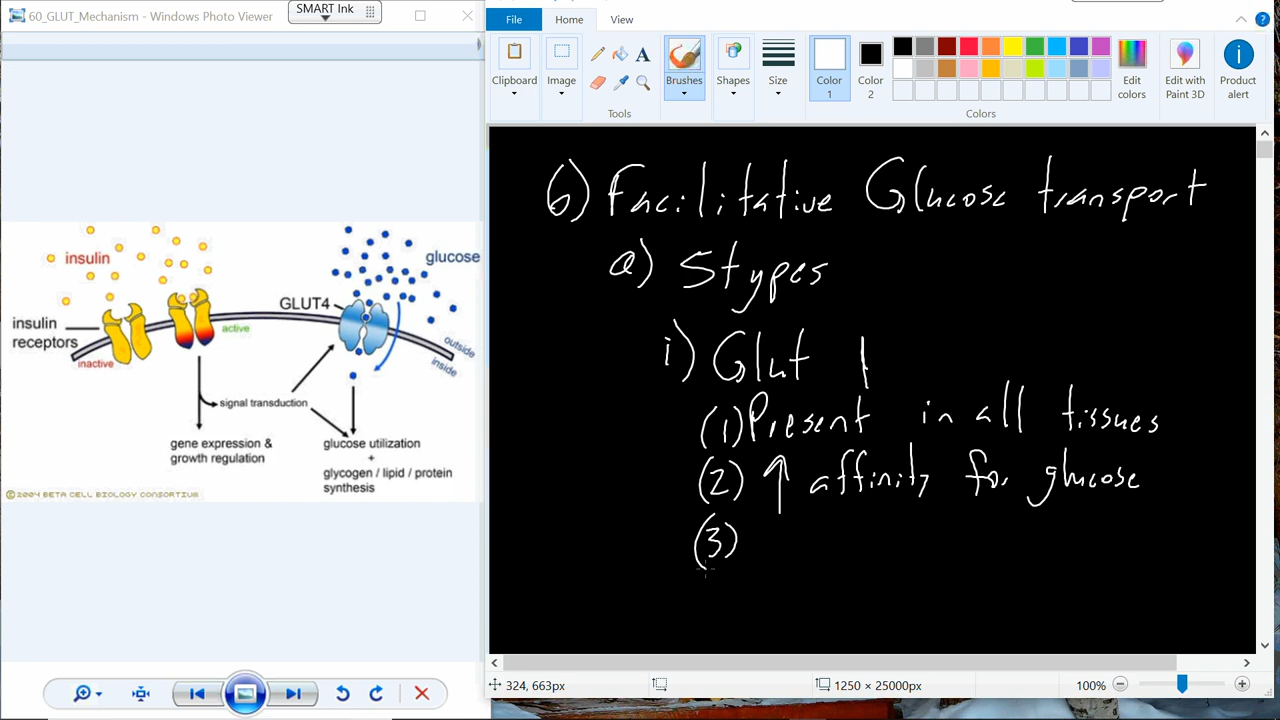 60_GLUT_Mechanism - Windows Photo Viewer
SMART Ink
insulin
glucose
GLUT4
insulin
receptors
active
inactive
outside
inside
signal transduction
gene expression &
growth regulation
glucose utilization
+
glycogen / lipid / protein
synthesis
©2004 BETA CELL BIOLOGY CONSORTIUM
File
Home
View
Clipboard
Image
Tools
Brushes
Shapes
Size
Color
1
Color
2
Edit
colors
Edit with
Paint 3D
Product
alert
Colors
6) Facilitative Glucose transport
a) 5 types
i) Glut 1
(1) Present in all tissues
(2) ↑ affinity for glucose
(3)
324, 663px
1250 × 25000px
100%